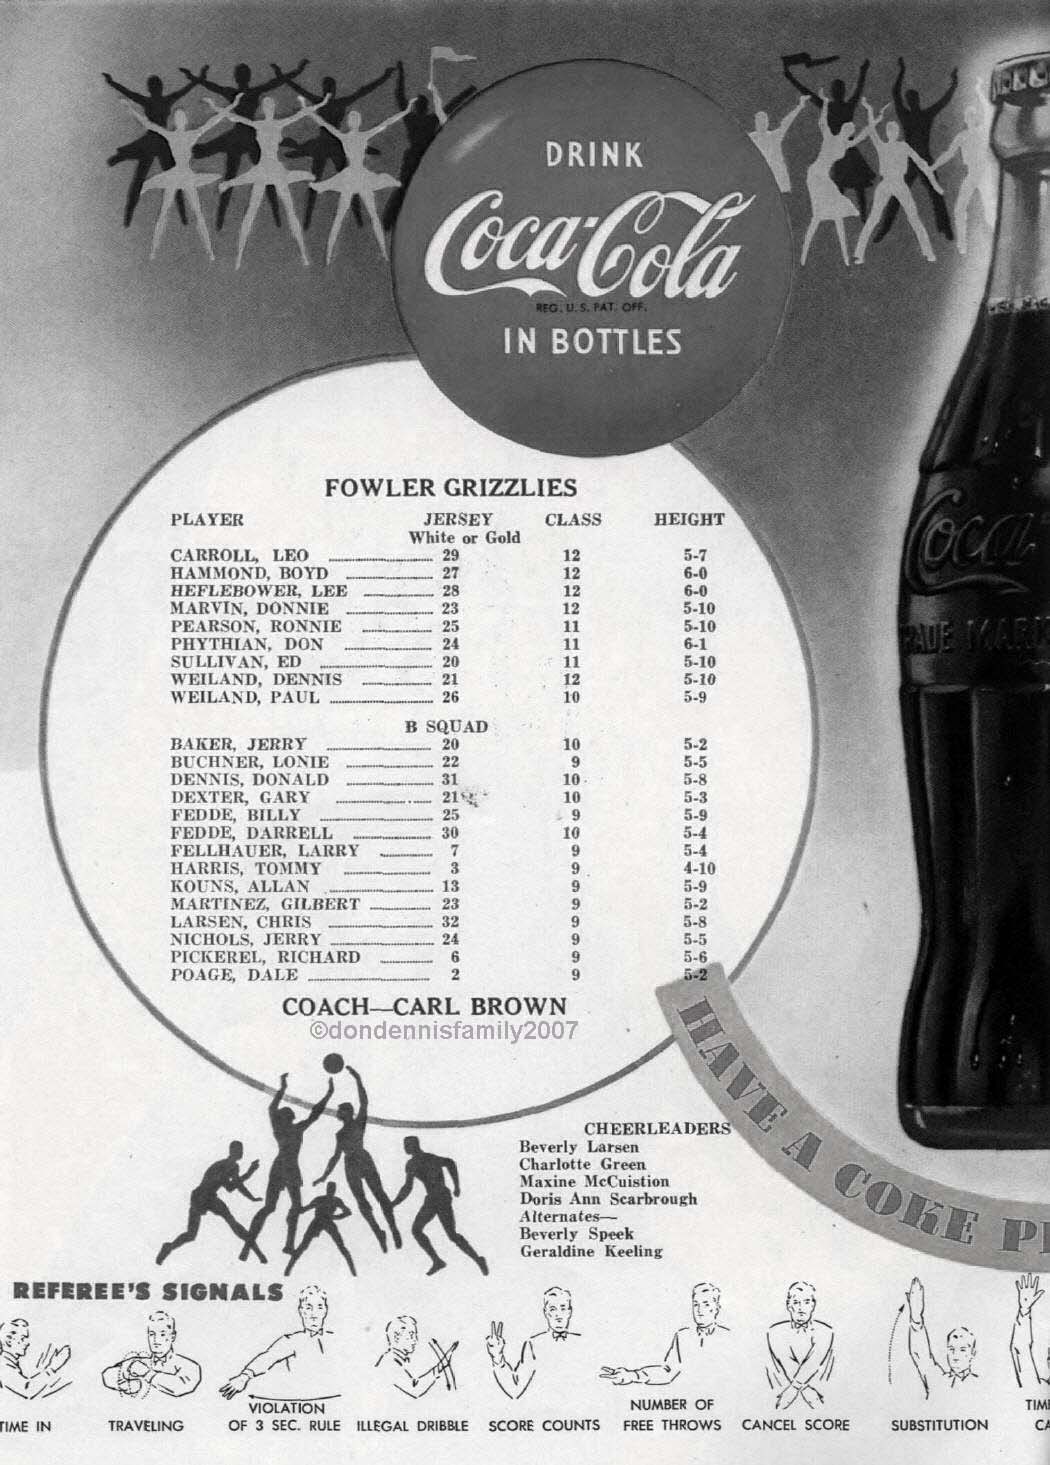 DRINK
Coca-Cola
REG. U. S. PAT. OFF.
IN BOTTLES
Coca
TRADE MARK
FOWLER GRIZZLIES
PLAYER JERSEY CLASS HEIGHT
White or Gold
CARROLL, LEO 29 12 5-7
HAMMOND, BOYD 27 12 6-0
HEFLEBOWER, LEE 28 12 6-0
MARVIN, DONNIE 23 12 5-10
PEARSON, RONNIE 25 11 5-10
PHYTHIAN, DON 24 11 6-1
SULLIVAN, ED 20 11 5-10
WEILAND, DENNIS 21 12 5-10
WEILAND, PAUL 26 10 5-9
B SQUAD
BAKER, JERRY 20 10 5-2
BUCHNER, LONIE 22 9 5-5
DENNIS, DONALD 31 10 5-8
DEXTER, GARY 21 10 5-3
FEDDE, BILLY 25 9 5-9
FEDDE, DARRELL 30 10 5-4
FELLHAUER, LARRY 7 9 5-4
HARRIS, TOMMY 3 9 4-10
KOUNS, ALLAN 13 9 5-9
MARTINEZ, GILBERT 23 9 5-2
LARSEN, CHRIS 32 9 5-8
NICHOLS, JERRY 24 9 5-5
PICKEREL, RICHARD 6 9 5-6
POAGE, DALE 2 9 5-2
COACH—CARL BROWN
©dondennisfamily2007
HAVE A COKE
CHEERLEADERS
Beverly Larsen
Charlotte Green
Maxine McCuistion
Doris Ann Scarbrough
Alternates—
Beverly Speek
Geraldine Keeling
REFEREE'S SIGNALS
TIME IN
TRAVELING
VIOLATION
OF 3 SEC. RULE
ILLEGAL DRIBBLE
SCORE COUNTS
NUMBER OF
FREE THROWS
CANCEL SCORE
SUBSTITUTION